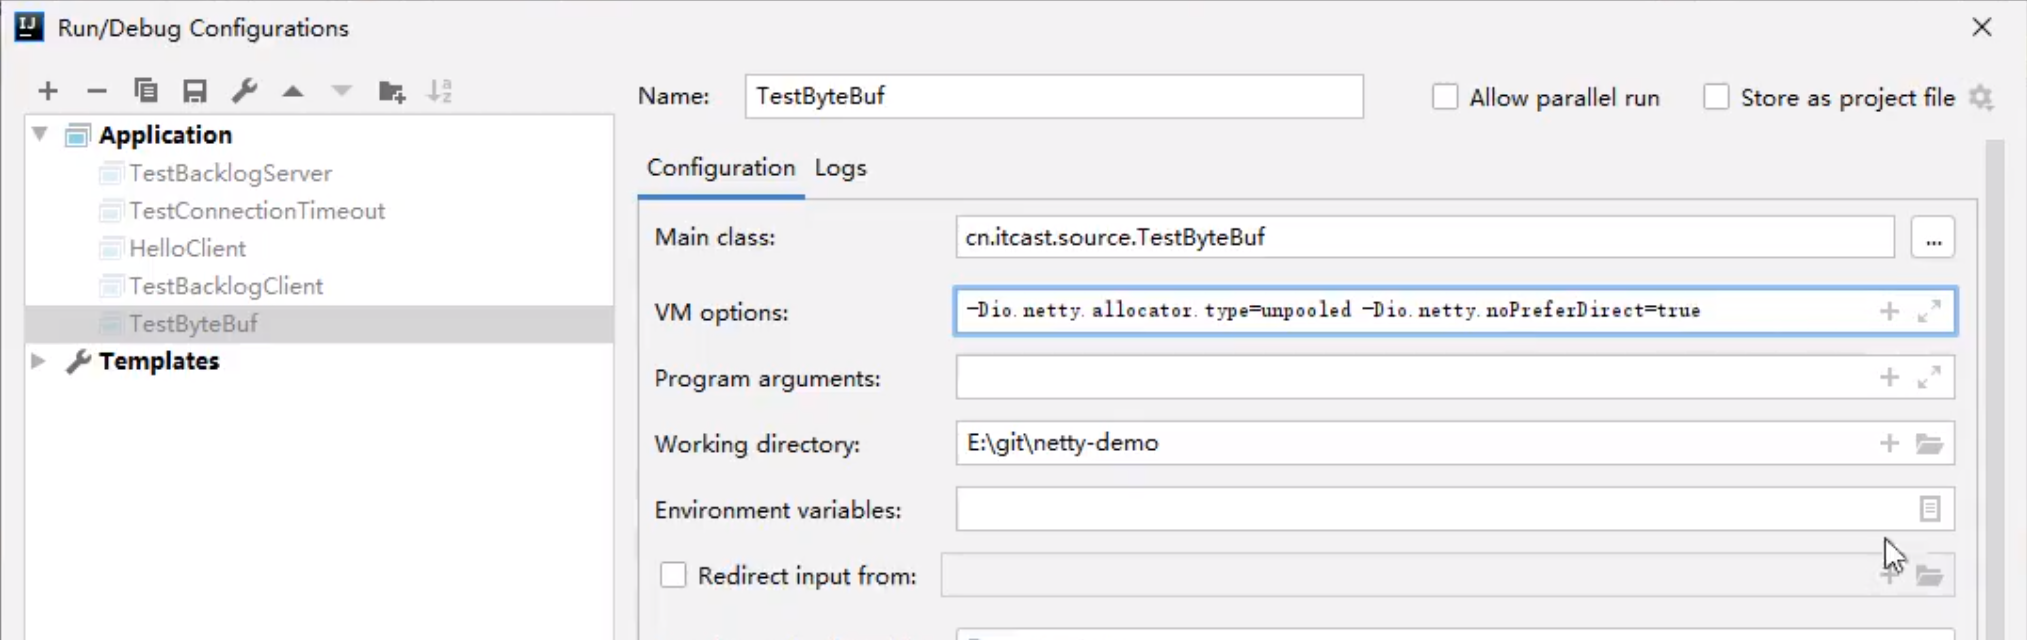 Run/Debug Configurations
Name: TestByteBuf Allow parallel run Store as project file
Application
TestBacklogServer
TestConnectionTimeout
HelloClient
TestBacklogClient
TestByteBuf
Templates
Configuration Logs
Main class: cn.itcast.source.TestByteBuf ...
VM options: -Dio.netty.allocator.type=unpooled -Dio.netty.noPreferDirect=true
Program arguments:
Working directory: E:\git\netty-demo
Environment variables:
Redirect input from: